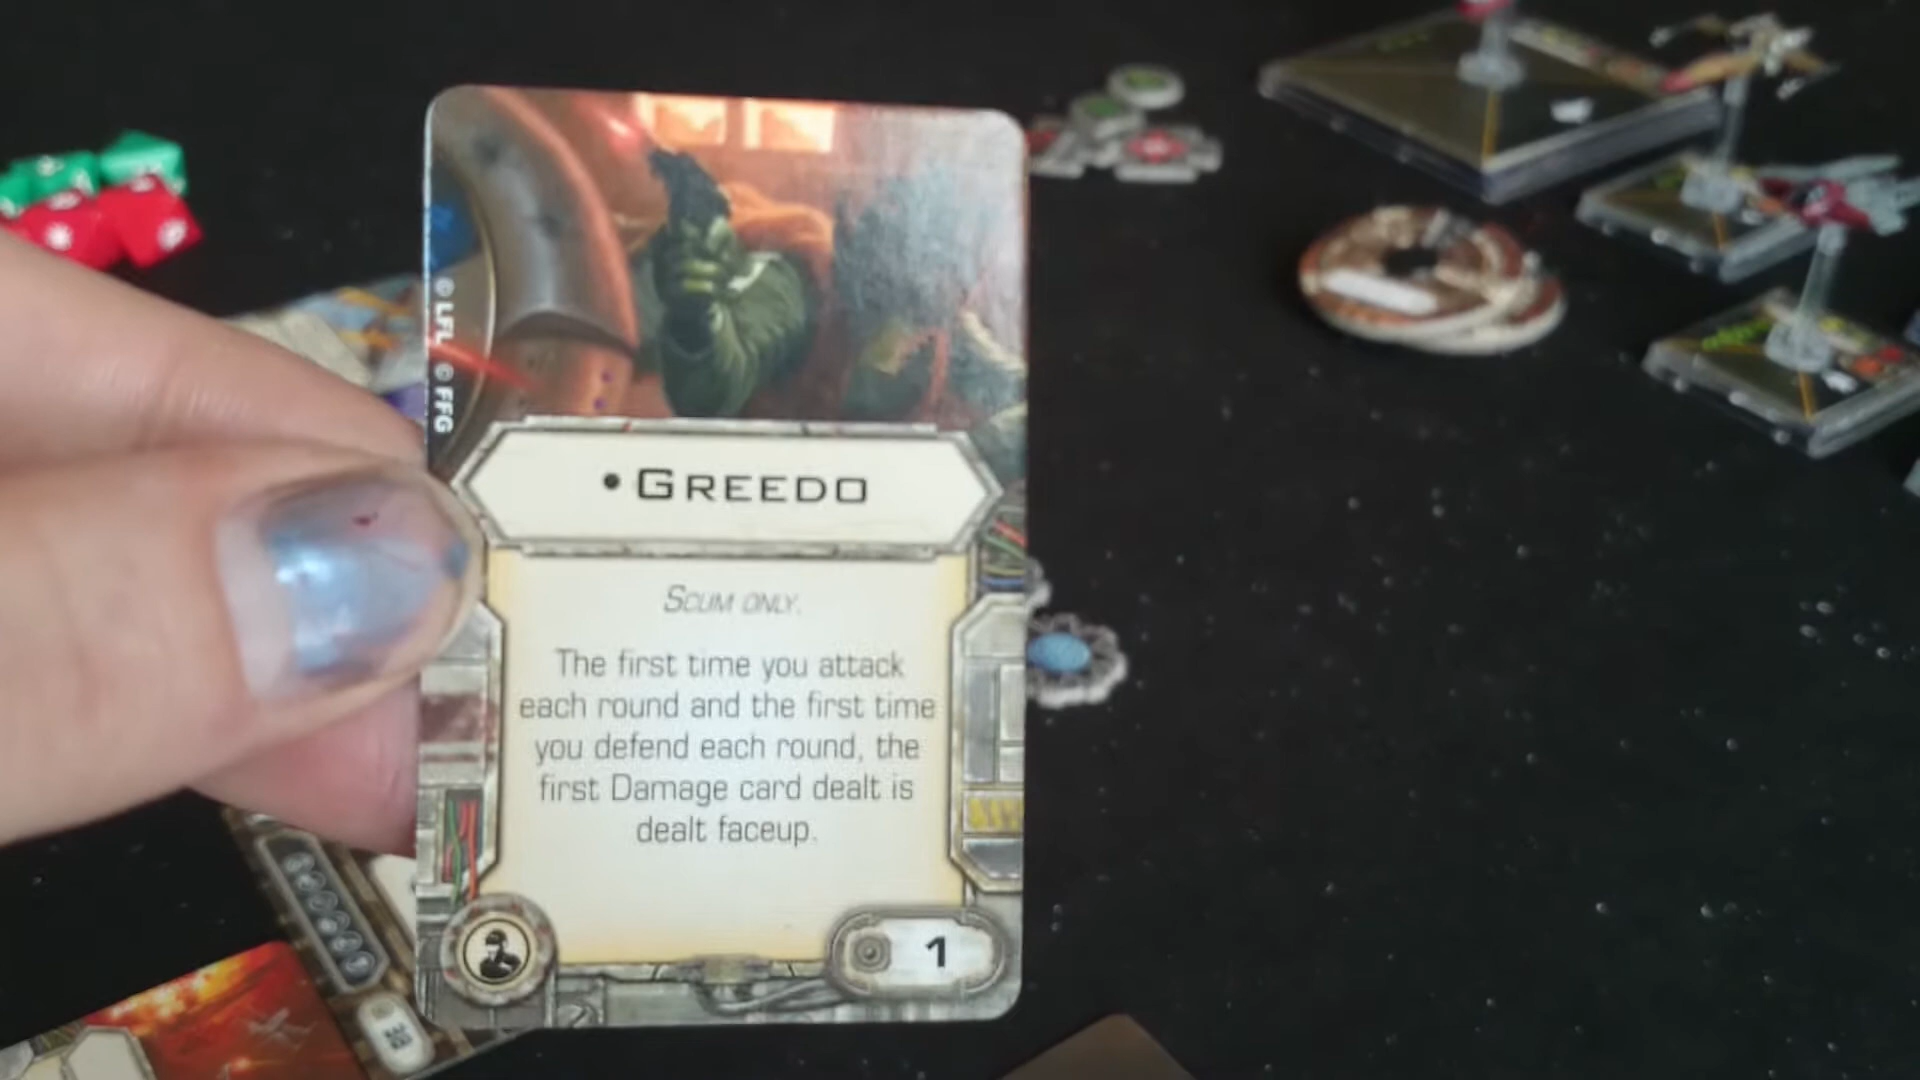 © LFL © FFG
• GREEDO
SCUM ONLY.
The first time you attack
each round and the first time
you defend each round, the
first Damage card dealt is
dealt faceup.
1